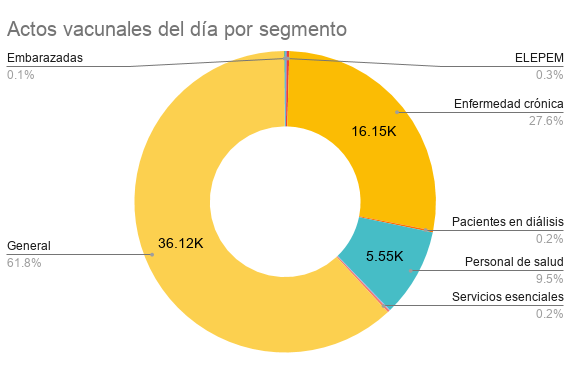 Actos vacunales del día por segmento
Embarazadas
0.1%
ELEPEM
0.3%
Enfermedad crónica
27.6%
16.15K
Pacientes en diálisis
0.2%
General
61.8%
36.12K
5.55K
Personal de salud
9.5%
Servicios esenciales
0.2%